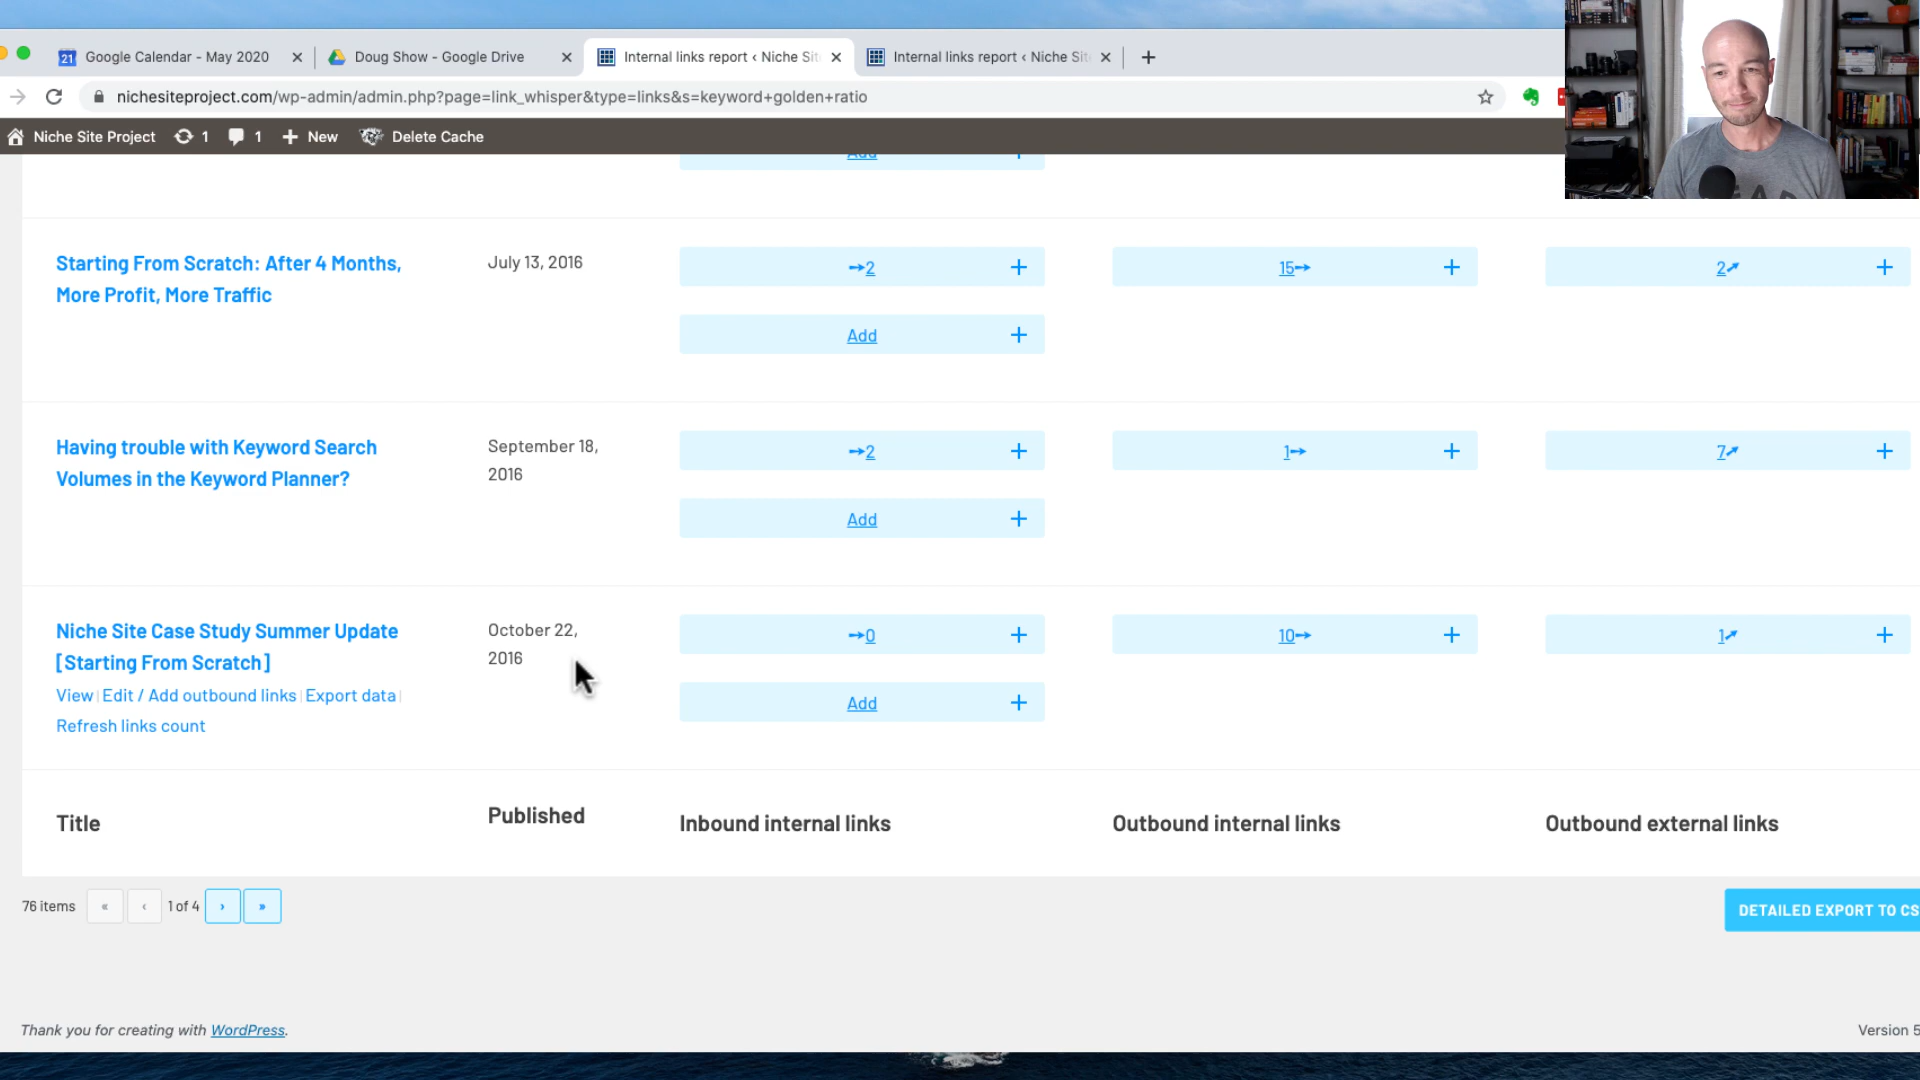 21 Google Calendar - May 2020
Doug Show - Google Drive
Internal links report ‹ Niche Sit
Internal links report ‹ Niche Sit
nichesiteproject.com/wp-admin/admin.php?page=link_whisper&type=links&s=keyword+golden+ratio
Niche Site Project 1 1 + New Delete Cache
Add +
Starting From Scratch: After 4 Months,
More Profit, More Traffic
July 13, 2016
→2 +
15→ +
2↗ +
Add +
Having trouble with Keyword Search
Volumes in the Keyword Planner?
September 18,
2016
→2 +
1→ +
7↗ +
Add +
Niche Site Case Study Summer Update
[Starting From Scratch]
October 22,
2016
→0 +
10→ +
1↗ +
View | Edit / Add outbound links | Export data |
Refresh links count
Add +
Title Published Inbound internal links Outbound internal links Outbound external links
76 items « ‹ 1 of 4 › »
DETAILED EXPORT TO CS
Thank you for creating with WordPress.
Version 5